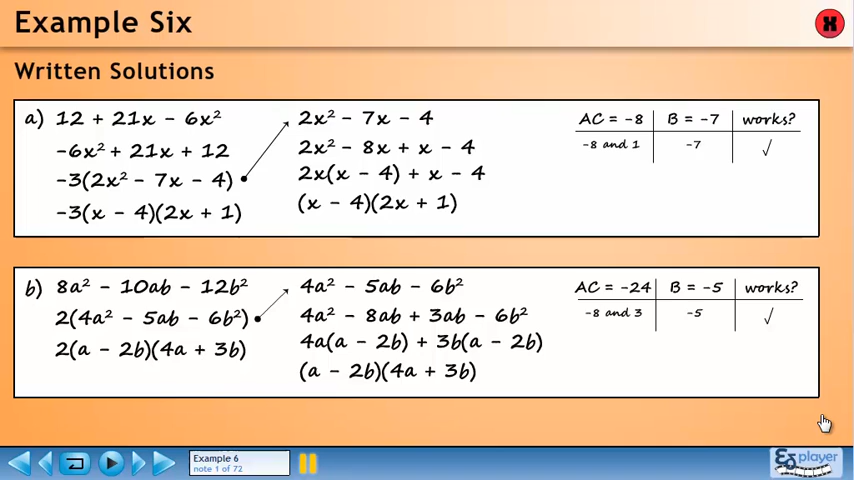 Example Six
X
Written Solutions
a) 12 + 21x - 6x²
-6x² + 21x + 12
-3(2x² - 7x - 4)
-3(x - 4)(2x + 1)
2x² - 7x - 4
2x² - 8x + x - 4
2x(x - 4) + x - 4
(x - 4)(2x + 1)
AC = -8 B = -7 works?
-8 and 1 -7 √
b) 8a² - 10ab - 12b²
2(4a² - 5ab - 6b²)
2(a - 2b)(4a + 3b)
4a² - 5ab - 6b²
4a² - 8ab + 3ab - 6b²
4a(a - 2b) + 3b(a - 2b)
(a - 2b)(4a + 3b)
AC = -24 B = -5 works?
-8 and 3 -5 √
Example 6
note 1 of 72
player